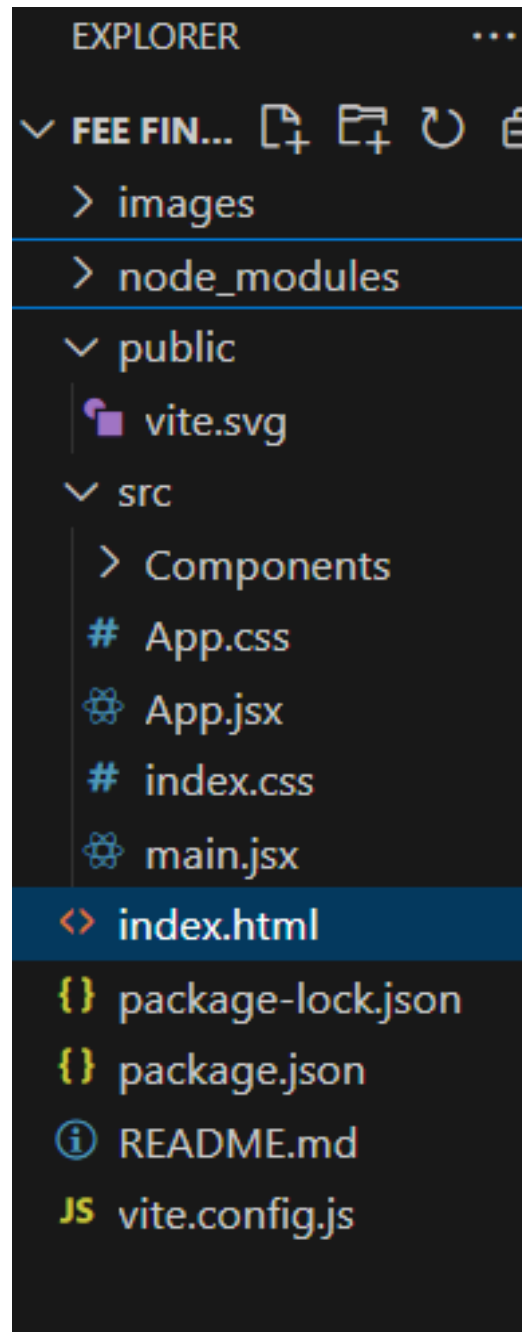 EXPLORER ...
FEE FIN...
images
node_modules
public
vite.svg
src
Components
# App.css
App.jsx
# index.css
main.jsx
<> index.html
{} package-lock.json
{} package.json
README.md
JS vite.config.js